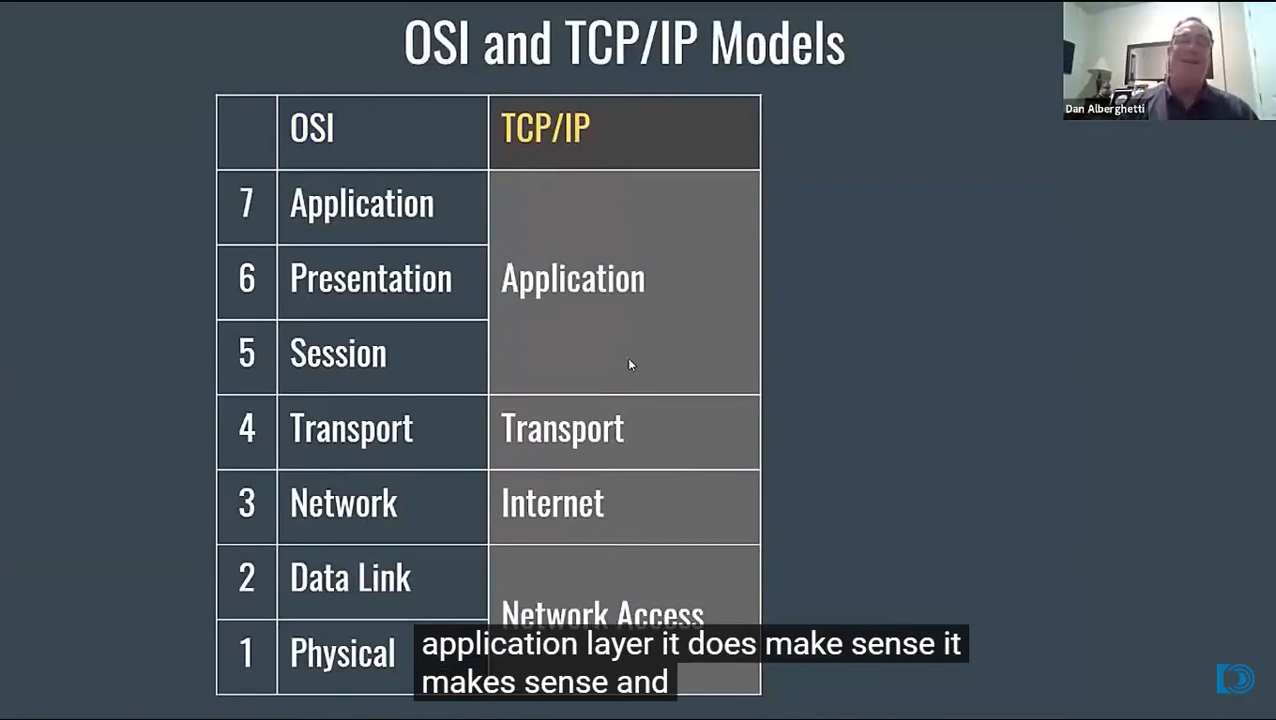 OSI and TCP/IP Models
Dan Alberghetti
OSI TCP/IP
7 Application
6 Presentation
Application
5 Session
4 Transport Transport
3 Network Internet
2 Data Link
Network Access
1 Physical
application layer it does make sense it
makes sense and